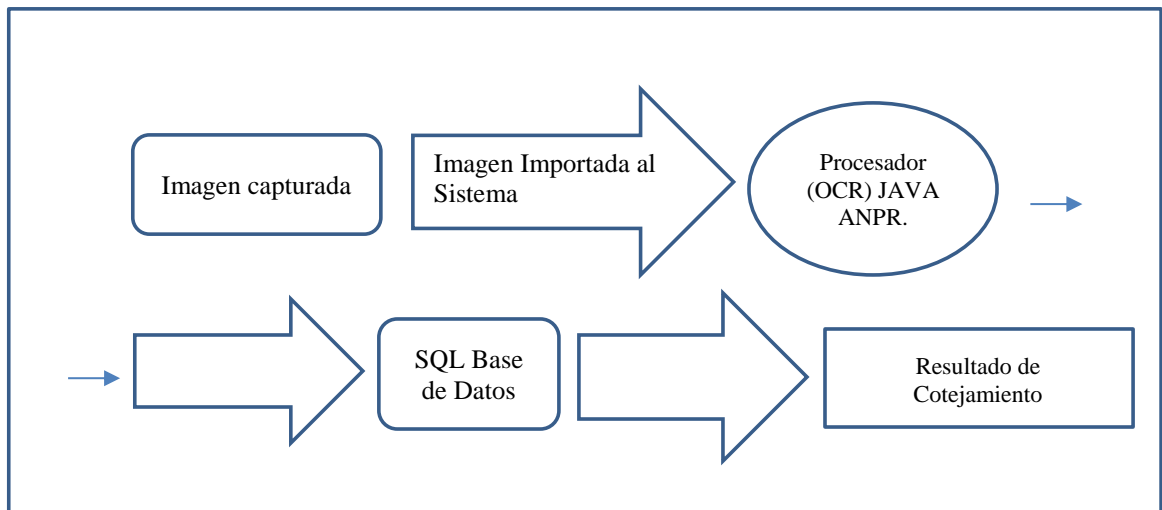 Imagen capturada
Imagen Importada al
Sistema
Procesador
(OCR) JAVA
ANPR.
SQL Base
de Datos
Resultado de
Cotejamiento